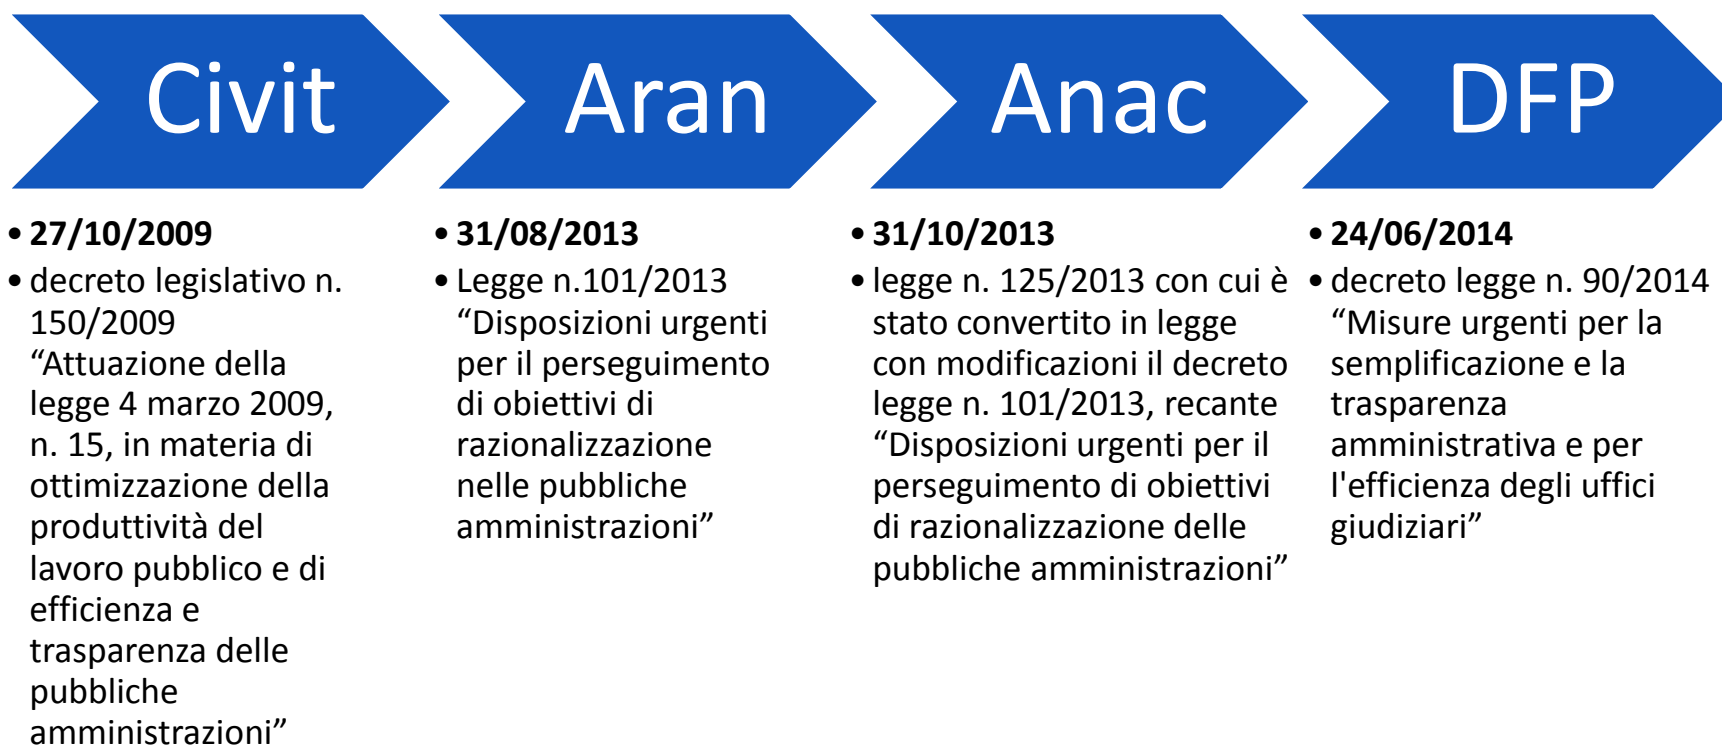 Civit
• 27/10/2009
• decreto legislativo n.
150/2009
“Attuazione della
legge 4 marzo 2009,
n. 15, in materia di
ottimizzazione della
produttività del
lavoro pubblico e di
efficienza e
trasparenza delle
pubbliche
amministrazioni”
Aran
• 31/08/2013
• Legge n.101/2013
“Disposizioni urgenti
per il perseguimento
di obiettivi di
razionalizzazione
nelle pubbliche
amministrazioni”
Anac
• 31/10/2013
• legge n. 125/2013 con cui è
stato convertito in legge
con modificazioni il decreto
legge n. 101/2013, recante
“Disposizioni urgenti per il
perseguimento di obiettivi
di razionalizzazione delle
pubbliche amministrazioni”
DFP
• 24/06/2014
• decreto legge n. 90/2014
“Misure urgenti per la
semplificazione e la
trasparenza
amministrativa e per
l'efficienza degli uffici
giudiziari”